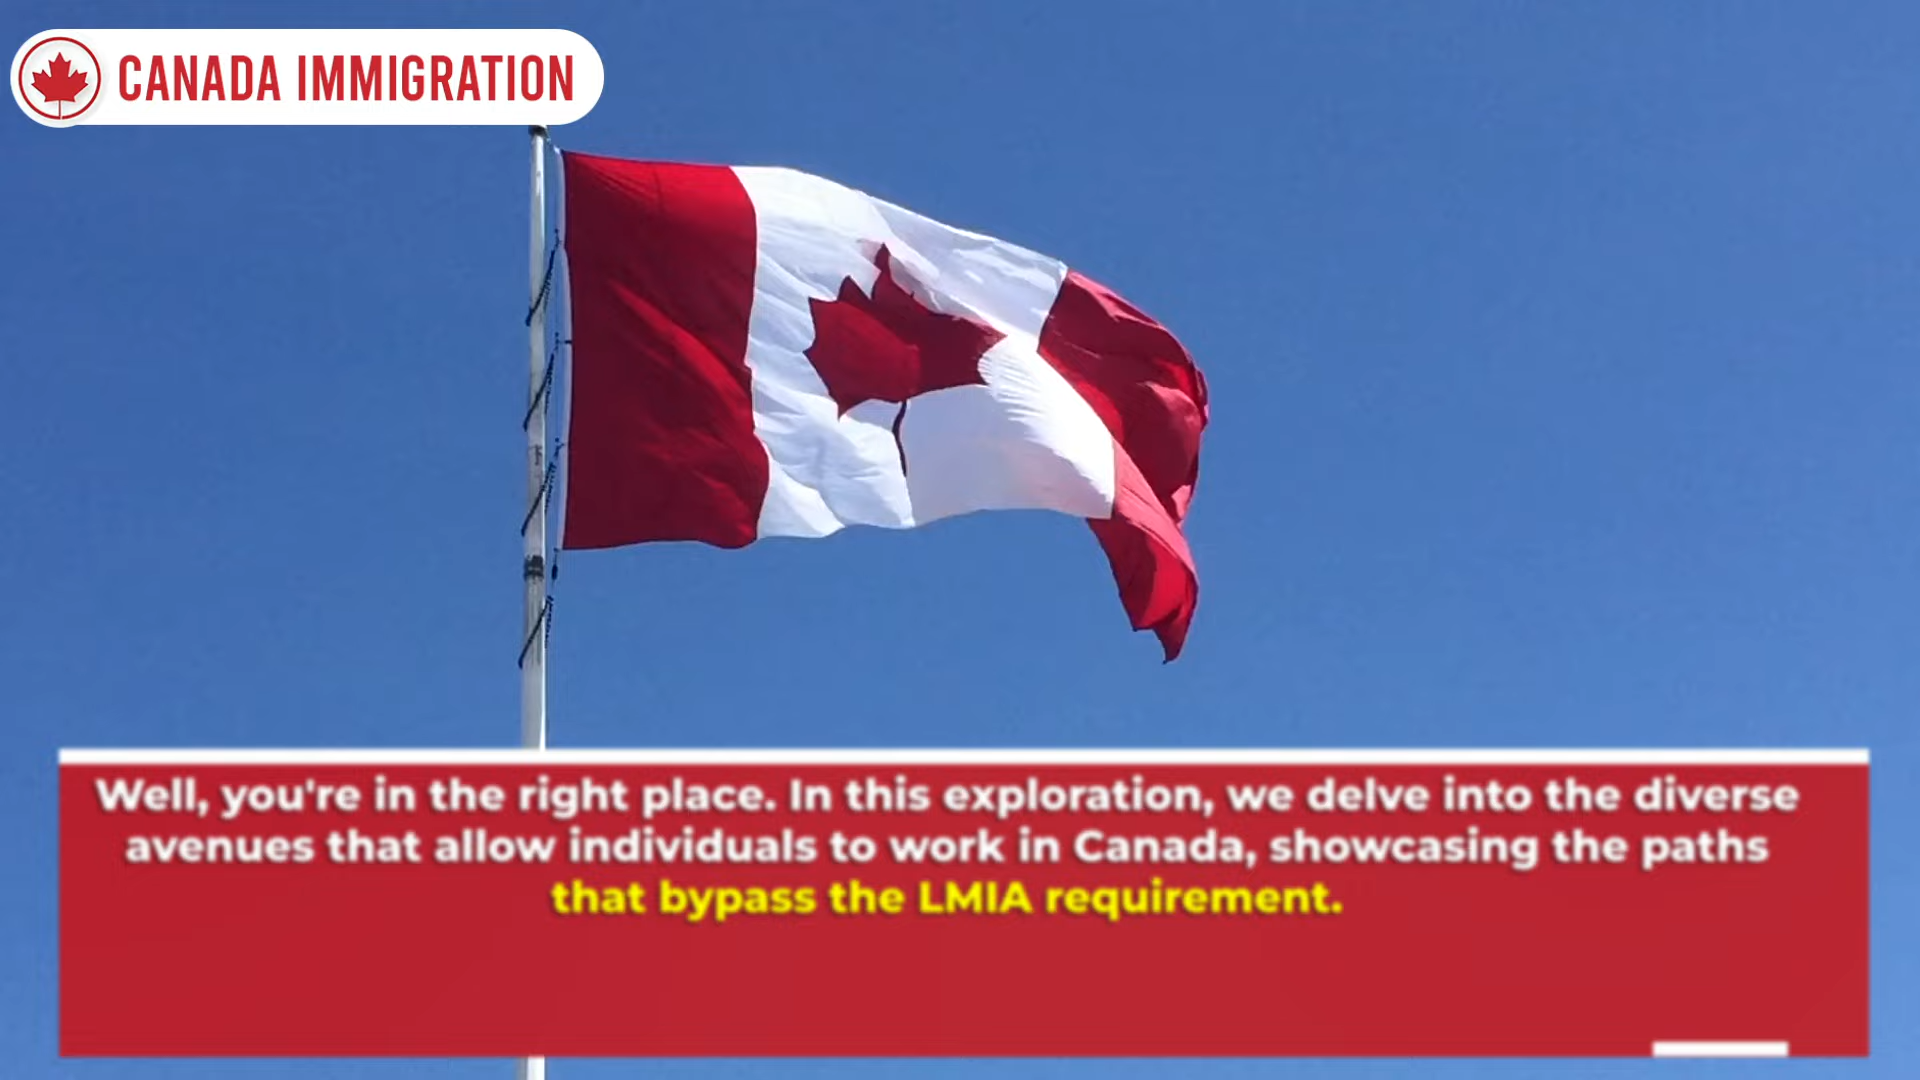 CANADA IMMIGRATION
Well, you're in the right place. In this exploration, we delve into the diverse
avenues that allow individuals to work in Canada, showcasing the paths
that bypass the LMIA requirement.